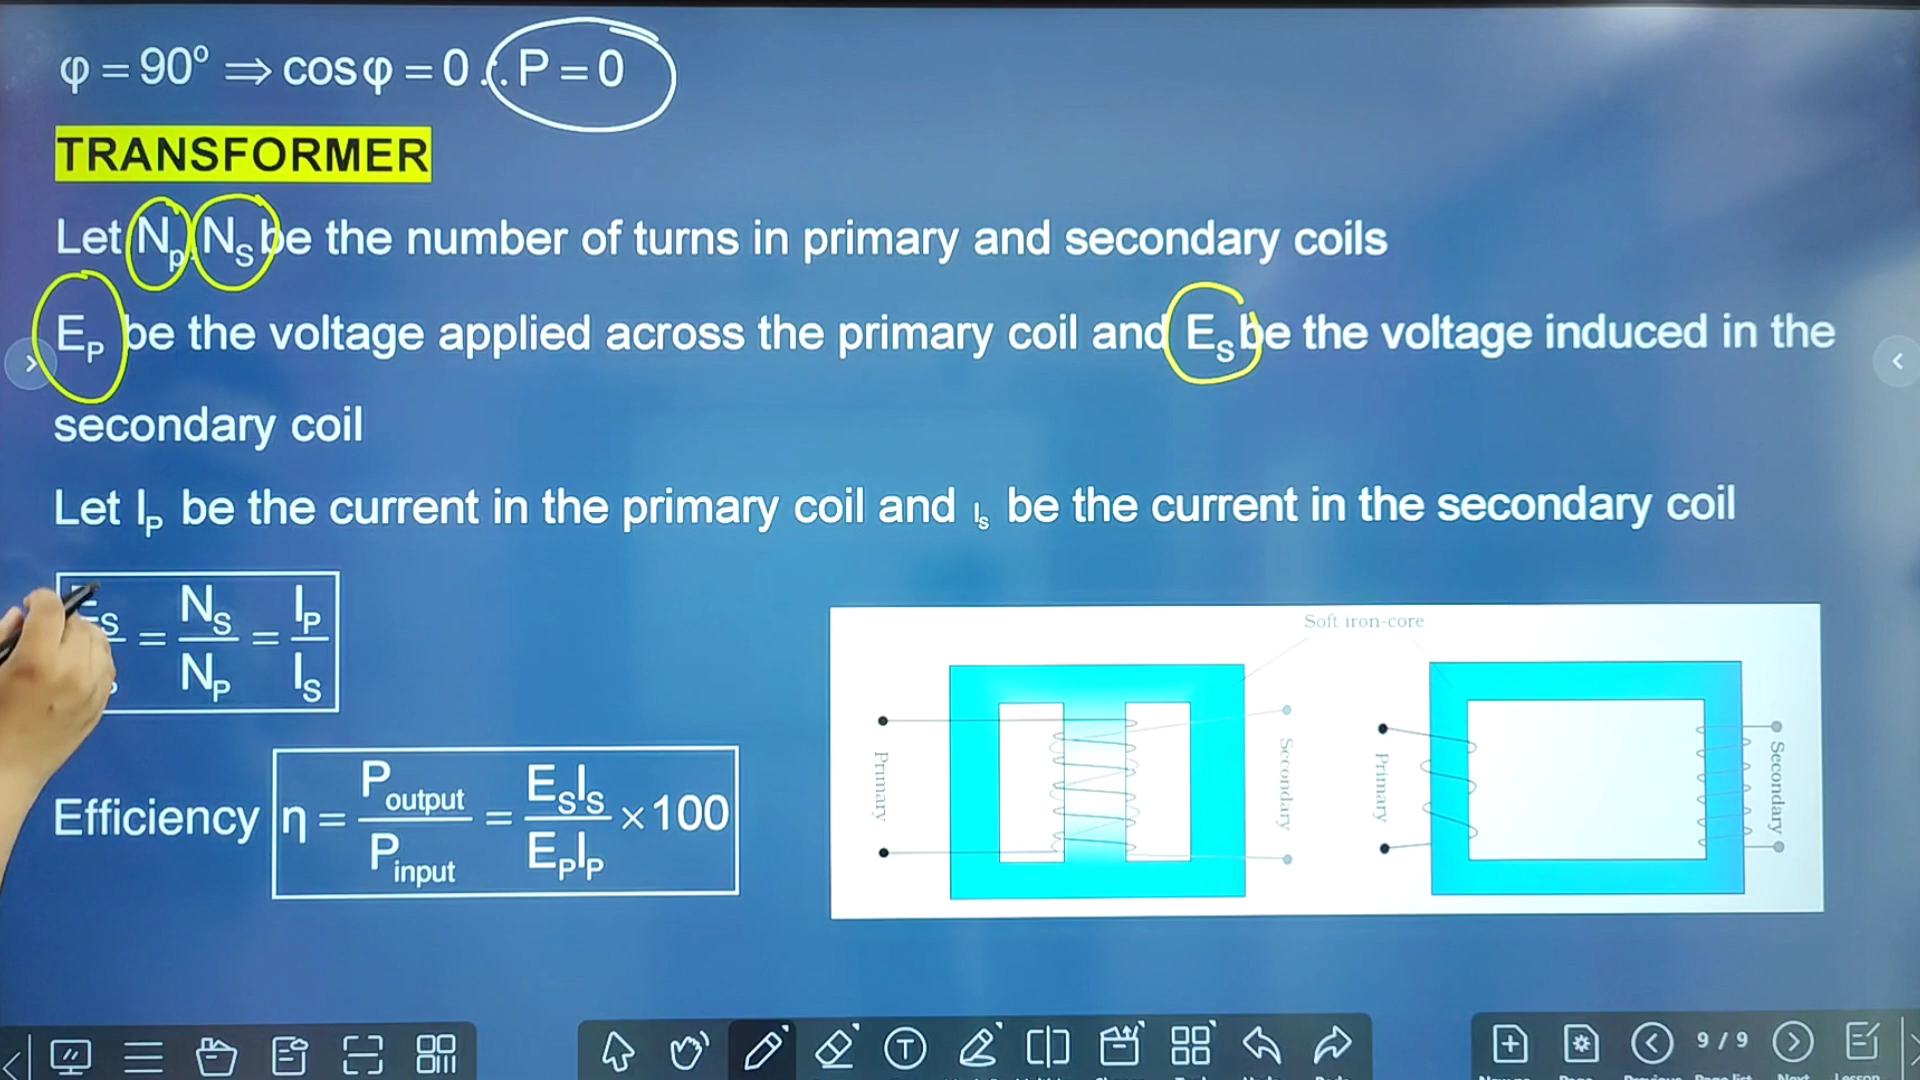 φ = 90° ⇒ cosφ = 0 ∴ P = 0
TRANSFORMER
Let Np, Ns be the number of turns in primary and secondary coils
EP be the voltage applied across the primary coil and Es be the voltage induced in the
secondary coil
Let IP be the current in the primary coil and Is be the current in the secondary coil
ES = NS/NP = IP/IS
Efficiency η = Poutput/Pinput = EsIs/EPIP × 100
Soft iron-core
Primary
Secondary
Primary
Secondary
9 / 9